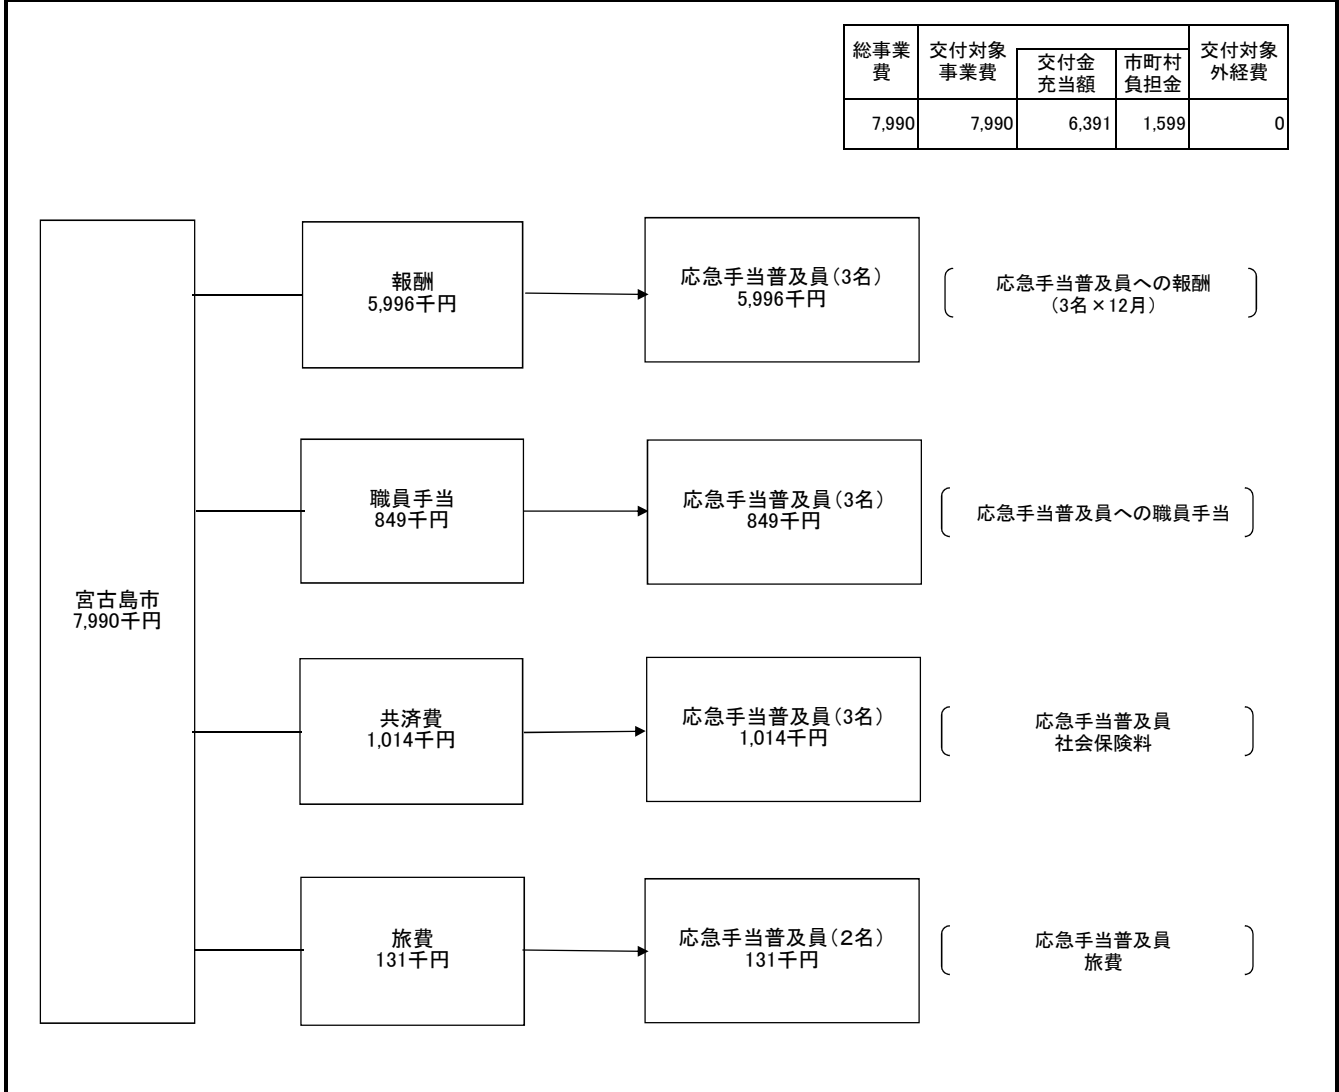 総事業
費
交付対象
事業費
交付金
充当額
市町村
負担金
交付対象
外経費
7,990
7,990
6,391
1,599
0
宮古島市
7,990千円
報酬
5,996千円
応急手当普及員(3名)
5,996千円
応急手当普及員への報酬
(3名×12月)
職員手当
849千円
応急手当普及員(3名)
849千円
応急手当普及員への職員手当
共済費
1,014千円
応急手当普及員(3名)
1,014千円
応急手当普及員
社会保険料
旅費
131千円
応急手当普及員(2名)
131千円
応急手当普及員
旅費